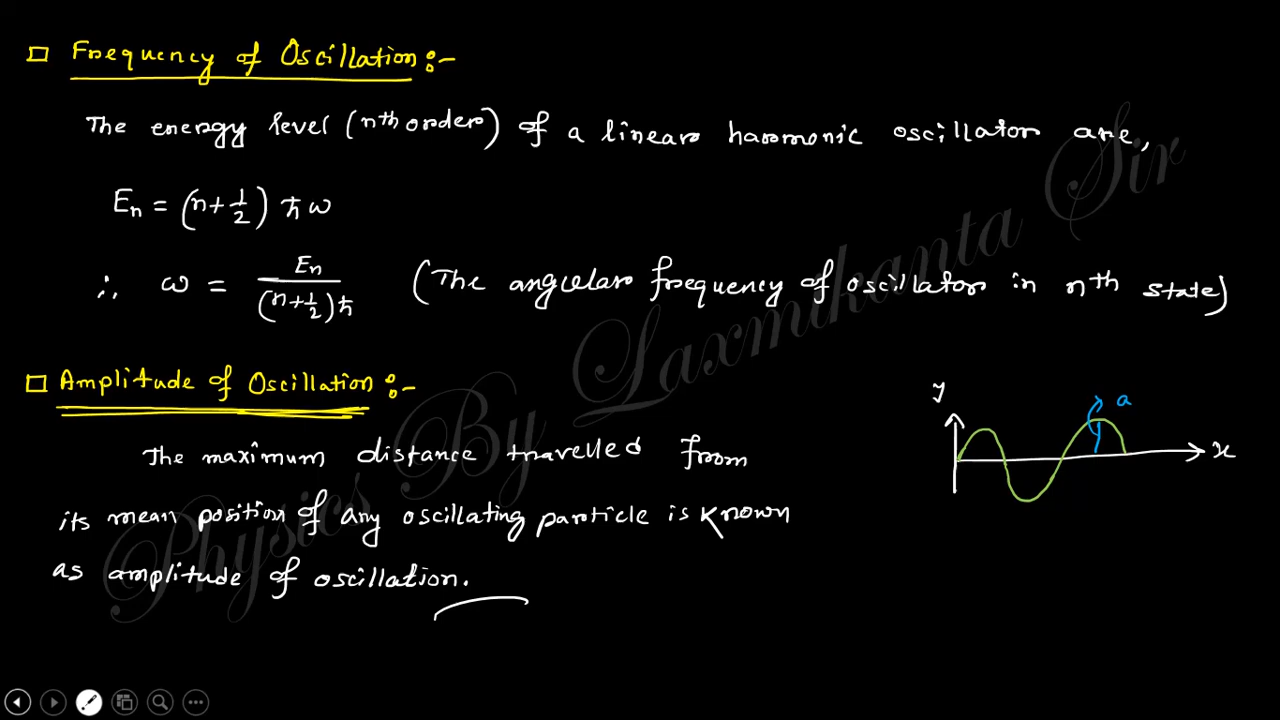 □ Frequency of Oscillation :-
The energy level (nth order) of a linear harmonic oscillator are,
En = (n+1/2) ħ ω
∴ ω = En / (n+1/2)ħ (The angular frequency of oscillator in nth state)
□ Amplitude of Oscillation :-
y
a
x
The maximum distance travelled from
its mean position of any oscillating particle is known
as amplitude of oscillation.
Physics By Laxmikanta Sir